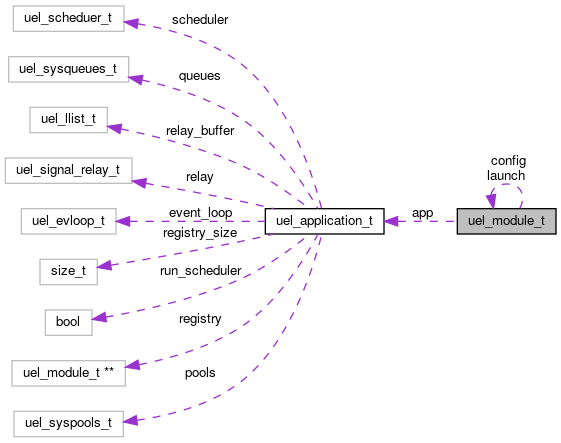 uel_scheduer_t
scheduler
uel_sysqueues_t
queues
uel_llist_t
relay_buffer
config
launch
uel_signal_relay_t
relay
uel_evloop_t
event_loop
uel_application_t
app
uel_module_t
registry_size
size_t
run_scheduler
bool
registry
uel_module_t **
pools
uel_syspools_t